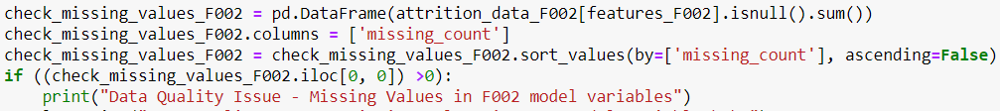 check_missing_values_F002 = pd.DataFrame(attrition_data_F002[features_F002].isnull().sum())
check_missing_values_F002.columns = ['missing_count']
check_missing_values_F002 = check_missing_values_F002.sort_values(by=['missing_count'], ascending=False)
if ((check_missing_values_F002.iloc[0, 0]) >0):
    print("Data Quality Issue - Missing Values in F002 model variables")